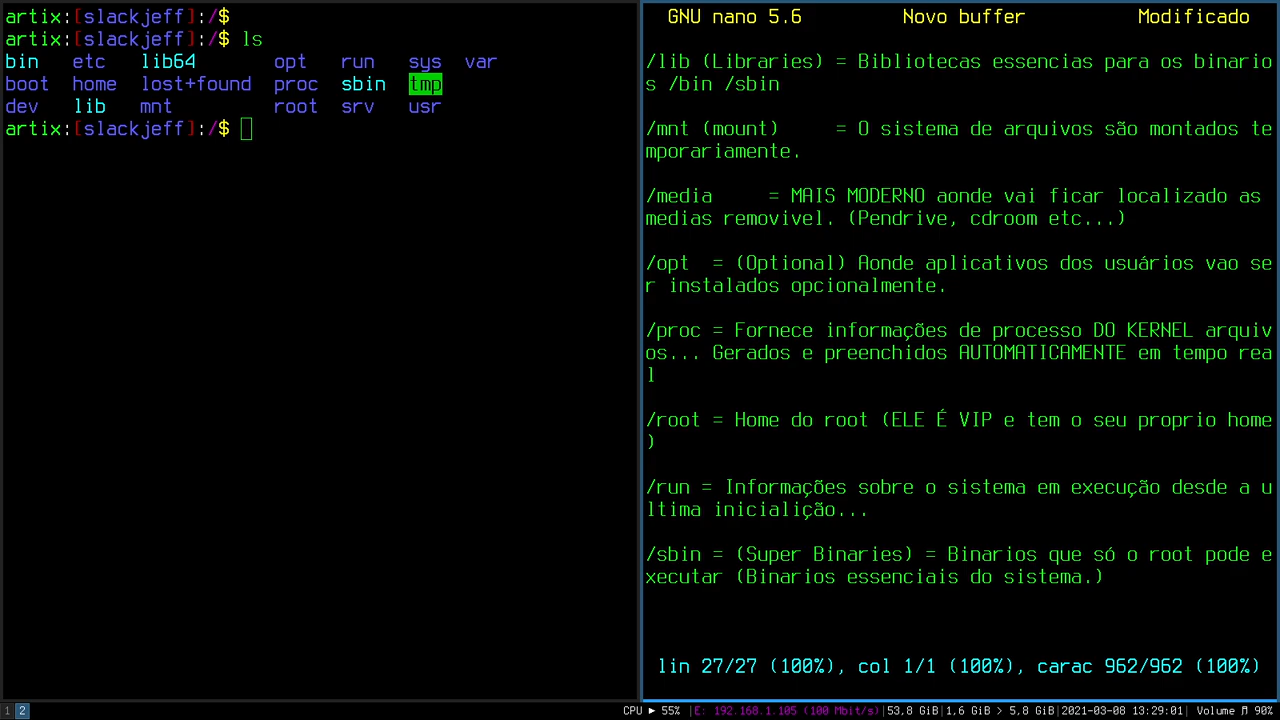 artix:[slackjeff]:/$
artix:[slackjeff]:/$ ls
bin etc lib64 opt run sys var
boot home lost+found proc sbin tmp
dev lib mnt root srv usr
artix:[slackjeff]:/$
GNU nano 5.6 Novo buffer Modificado
/lib (Libraries) = Bibliotecas essencias para os binario
s /bin /sbin
/mnt (mount) = O sistema de arquivos são montados te
mporariamente.
/media = MAIS MODERNO aonde vai ficar localizado as
medias removivel. (Pendrive, cdroom etc...)
/opt = (Optional) Aonde aplicativos dos usuários vao se
r instalados opcionalmente.
/proc = Fornece informações de processo DO KERNEL arquiv
os... Gerados e preenchidos AUTOMATICAMENTE em tempo rea
l
/root = Home do root (ELE É VIP e tem o seu proprio home
)
/run = Informações sobre o sistema em execução desde a u
ltima inicialição...
/sbin = (Super Binaries) = Binarios que só o root pode e
xecutar (Binarios essenciais do sistema.)
lin 27/27 (100%), col 1/1 (100%), carac 962/962 (100%)
1 2 CPU ► 55% |E: 192.168.1.105 (100 Mbit/s)|53,8 GiB|1,6 GiB > 5,8 GiB|2021-03-08 13:29:01| Volume ♬ 90%